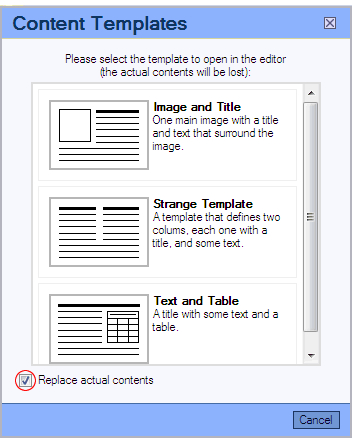 Content Templates
Please select the template to open in the editor
(the actual contents will be lost):
Image and Title
One main image with a title
and text that surround the
image.
Strange Template
A template that defines two
colums, each one with a
title, and some text.
Text and Table
A title with some text and a
table.
Replace actual contents
Cancel